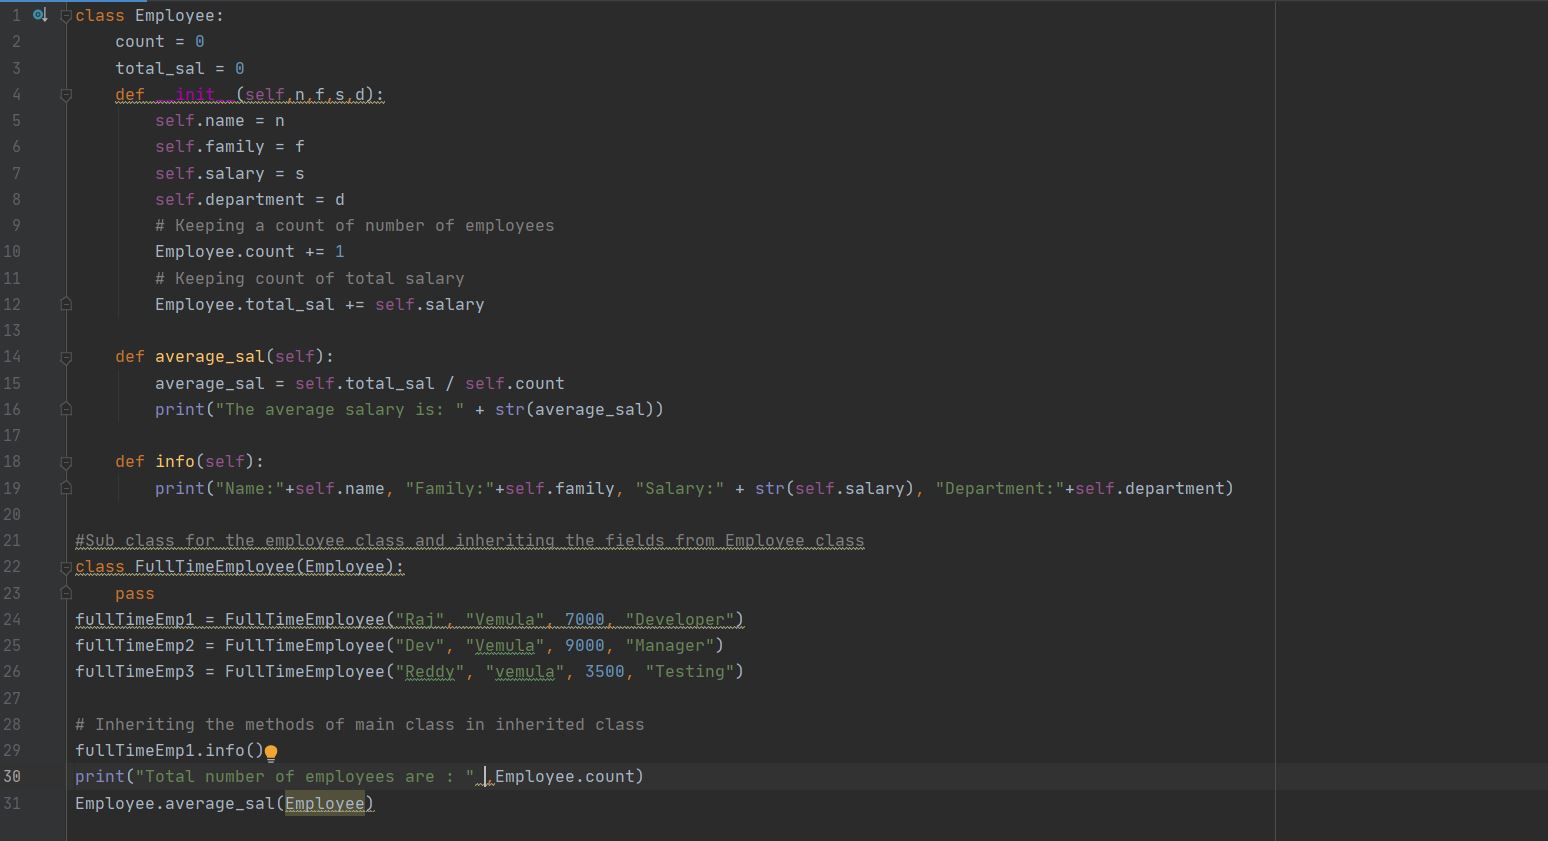 1 class Employee:
2     count = 0
3     total_sal = 0
4     def __init__(self,n,f,s,d):
5         self.name = n
6         self.family = f
7         self.salary = s
8         self.department = d
9         # Keeping a count of number of employees
10         Employee.count += 1
11         # Keeping count of total salary
12         Employee.total_sal += self.salary
13
14     def average_sal(self):
15         average_sal = self.total_sal / self.count
16         print("The average salary is: " + str(average_sal))
17
18     def info(self):
19         print("Name:"+self.name, "Family:"+self.family, "Salary:" + str(self.salary), "Department:"+self.department)
20
21 #Sub class for the employee class and inheriting the fields from Employee class
22 class FullTimeEmployee(Employee):
23     pass
24 fullTimeEmp1 = FullTimeEmployee("Raj", "Vemula", 7000, "Developer")
25 fullTimeEmp2 = FullTimeEmployee("Dev", "Vemula", 9000, "Manager")
26 fullTimeEmp3 = FullTimeEmployee("Reddy", "vemula", 3500, "Testing")
27
28 # Inheriting the methods of main class in inherited class
29 fullTimeEmp1.info()
30 print("Total number of employees are : " ,Employee.count)
31 Employee.average_sal(Employee)